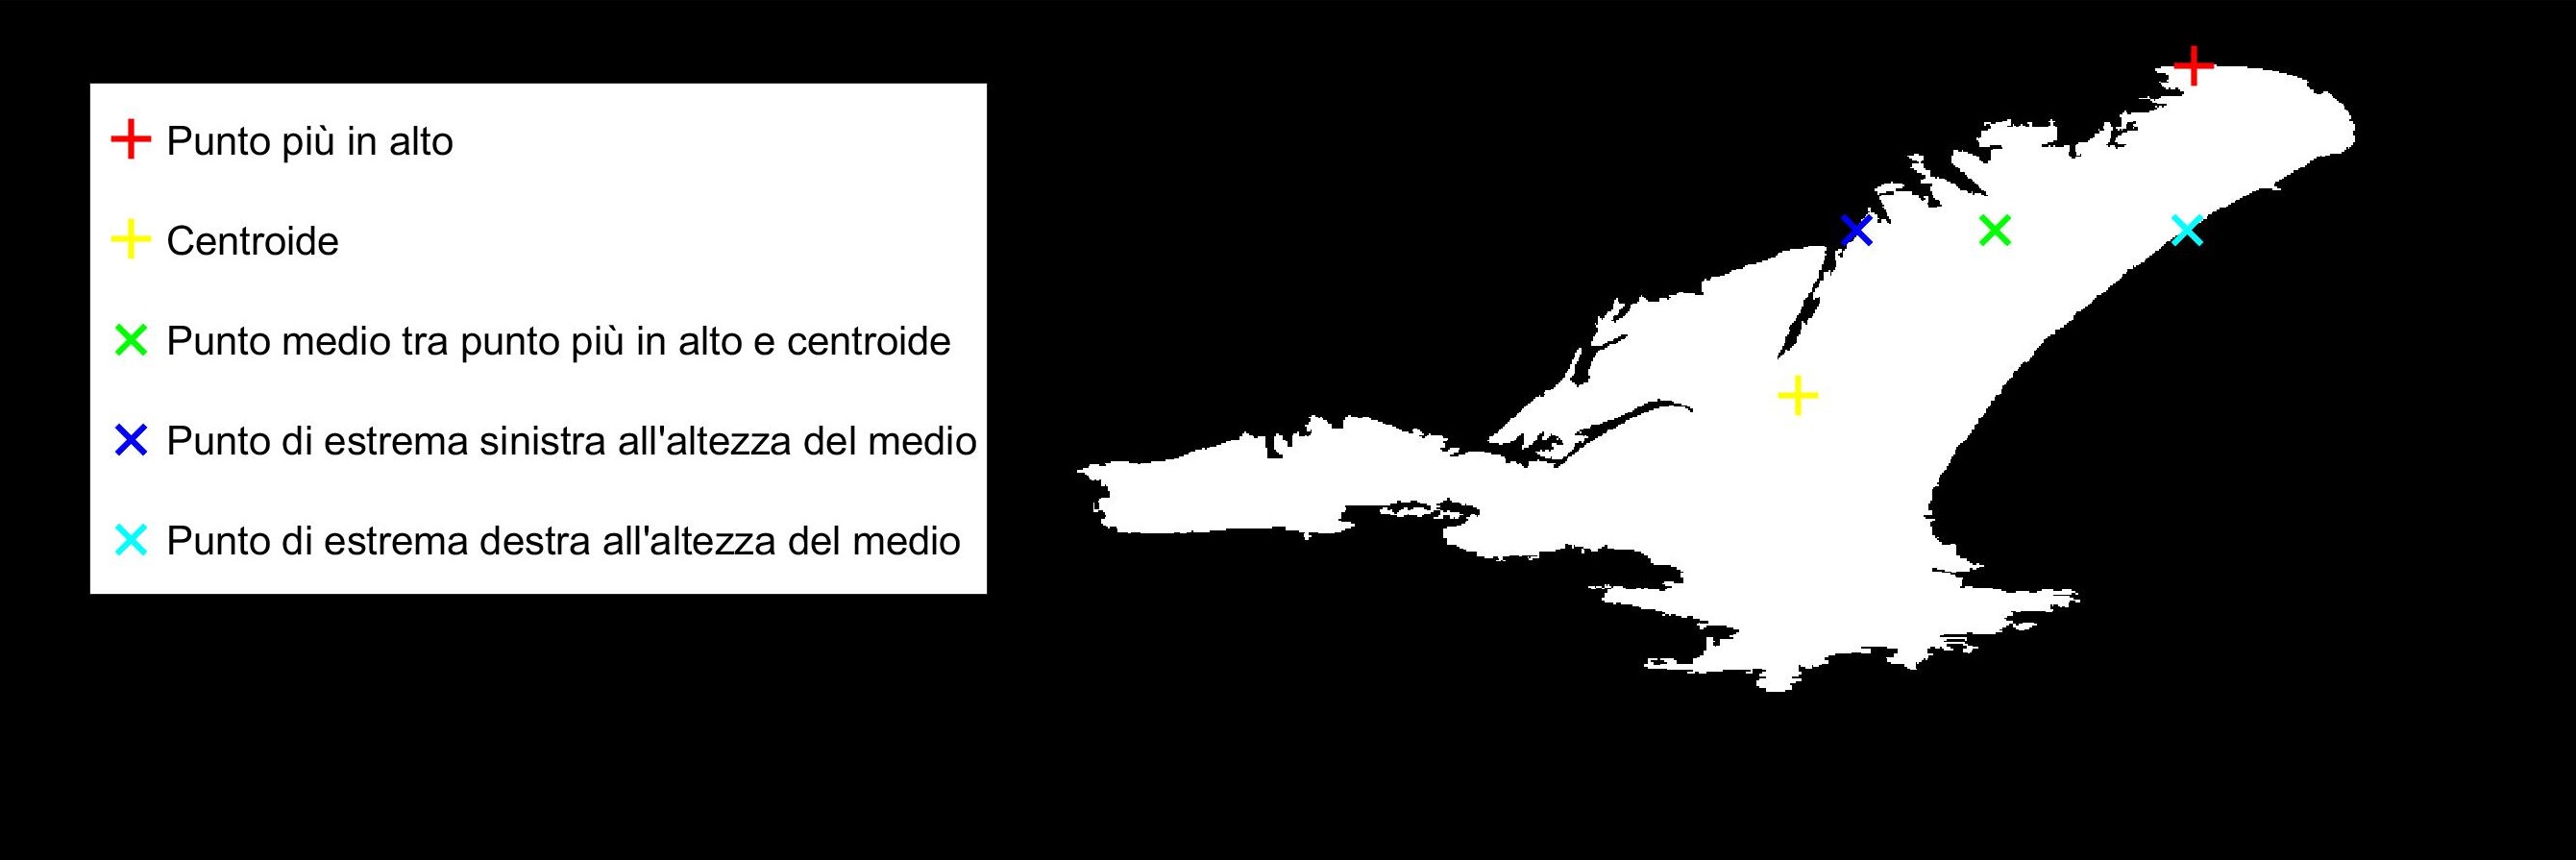 Punto più in alto
Centroide
Punto medio tra punto più in alto e centroide
Punto di estrema sinistra all'altezza del medio
Punto di estrema destra all'altezza del medio